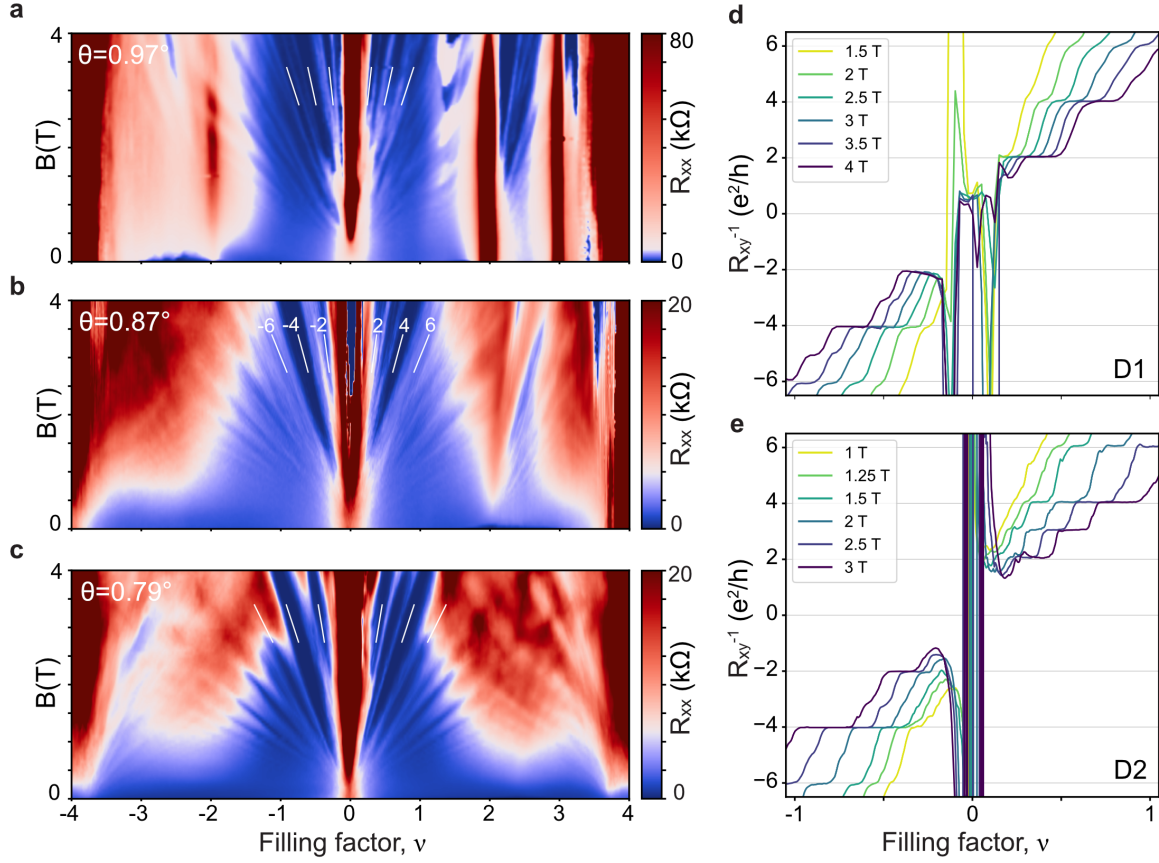 a
θ=0.97°
B(T)
4
0
80
0
Rxx (kΩ)
b
θ=0.87°
-6 -4 -2 2 4 6
B(T)
4
0
20
0
Rxx (kΩ)
c
θ=0.79°
B(T)
4
0
20
0
Rxx (kΩ)
-4 -3 -2 -1 0 1 2 3 4
Filling factor, ν
d
1.5 T
2 T
2.5 T
3 T
3.5 T
4 T
6
4
2
0
−2
−4
−6
Rxy⁻¹ (e²/h)
D1
e
1 T
1.25 T
1.5 T
2 T
2.5 T
3 T
6
4
2
0
−2
−4
−6
Rxy⁻¹ (e²/h)
D2
-1 0 1
Filling factor, ν